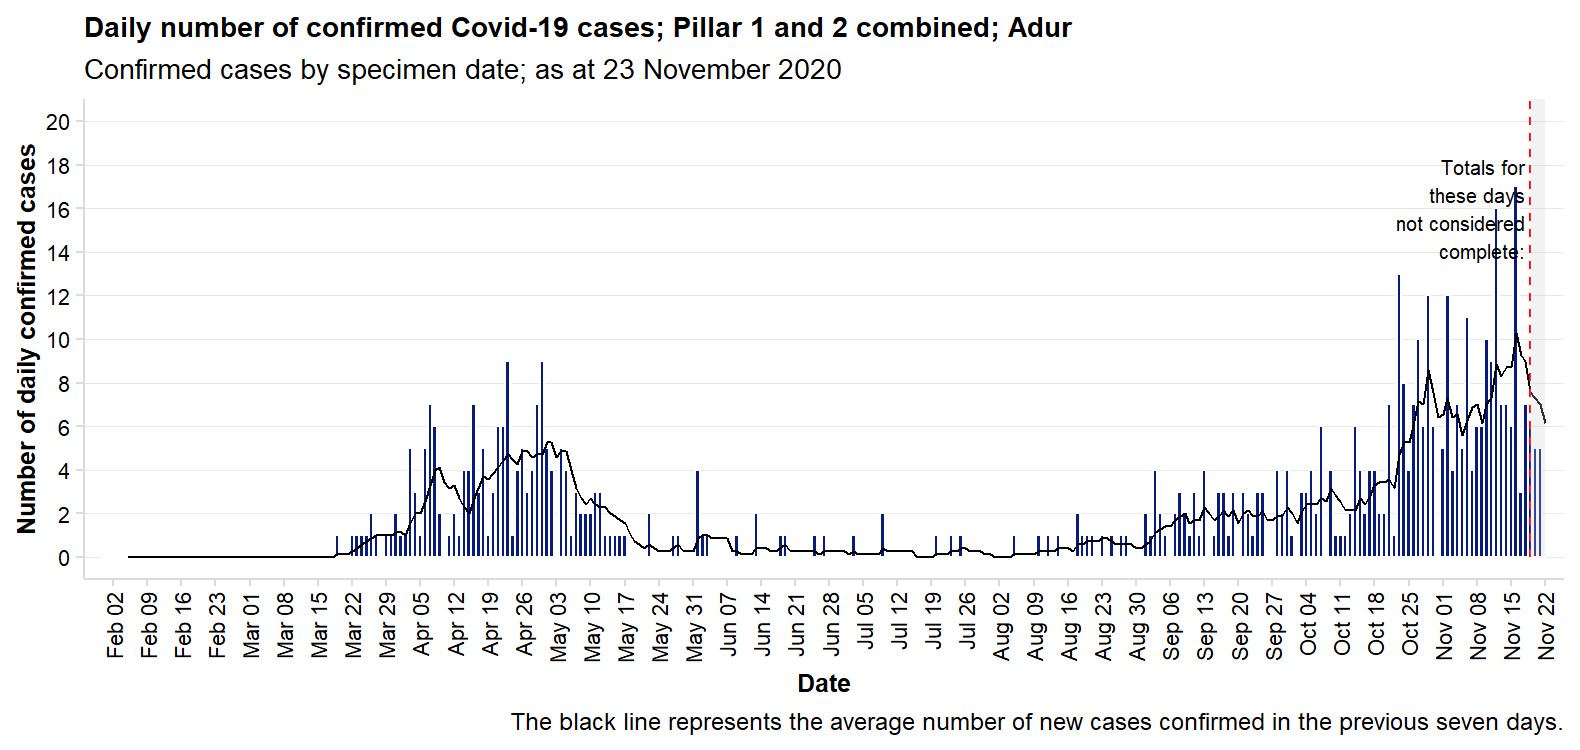 Daily number of confirmed Covid-19 cases; Pillar 1 and 2 combined; Adur
Confirmed cases by specimen date; as at 23 November 2020
Number of daily confirmed cases
20
18
16
14
12
10
8
6
4
2
0
Totals for
these days
not considered
complete:
Feb 02
Feb 09
Feb 16
Feb 23
Mar 01
Mar 08
Mar 15
Mar 22
Mar 29
Apr 05
Apr 12
Apr 19
Apr 26
May 03
May 10
May 17
May 24
May 31
Jun 07
Jun 14
Jun 21
Jun 28
Jul 05
Jul 12
Jul 19
Jul 26
Aug 02
Aug 09
Aug 16
Aug 23
Aug 30
Sep 06
Sep 13
Sep 20
Sep 27
Oct 04
Oct 11
Oct 18
Oct 25
Nov 01
Nov 08
Nov 15
Nov 22
Date
The black line represents the average number of new cases confirmed in the previous seven days.